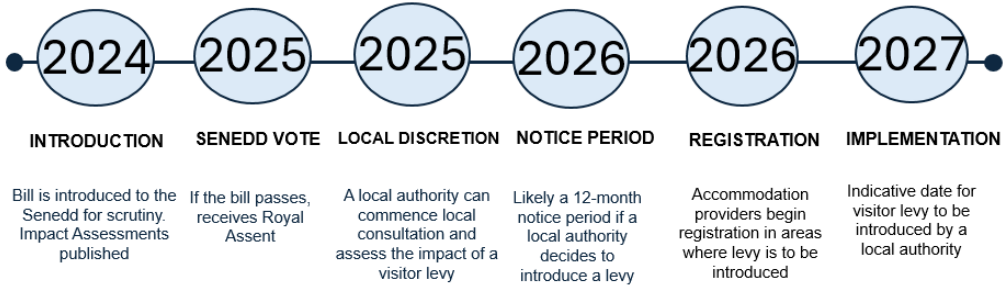 2024
2025
2025
2026
2026
2027
INTRODUCTION
SENEDD VOTE
LOCAL DISCRETION
NOTICE PERIOD
REGISTRATION
IMPLEMENTATION
Bill is introduced to the
Senedd for scrutiny.
Impact Assessments
published
If the bill passes,
receives Royal
Assent
A local authority can
commence local
consultation and
assess the impact of a
visitor levy
Likely a 12-month
notice period if a
local authority
decides to
introduce a levy
Accommodation
providers begin
registration in areas
where levy is to be
introduced
Indicative date for
visitor levy to be
introduced by a
local authority